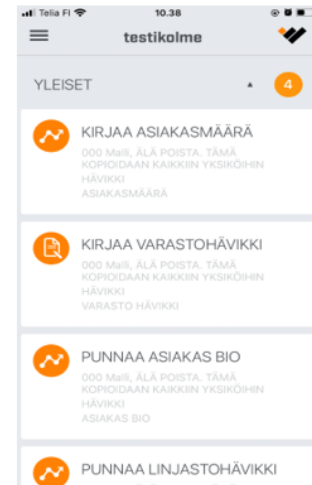 Telia FI 10.38
testikolme
YLEISET 4
KIRJAA ASIAKASMÄÄRÄ
000 Malli, ÄLÄ POISTA. TÄMÄ
KOPIOIDAAN KAIKKIIN YKSIKÖIHIN
HÄVIKKI
ASIAKASMÄÄRÄ
KIRJAA VARASTOHÄVIKKI
000 Malli, ÄLÄ POISTA. TÄMÄ
KOPIOIDAAN KAIKKIIN YKSIKÖIHIN
HÄVIKKI
VARASTO HÄVIKKI
PUNNAA ASIAKAS BIO
000 Malli, ÄLÄ POISTA. TÄMÄ
KOPIOIDAAN KAIKKIIN YKSIKÖIHIN
HÄVIKKI
ASIAKAS BIO
PUNNAA LINJASTOHÄVIKKI